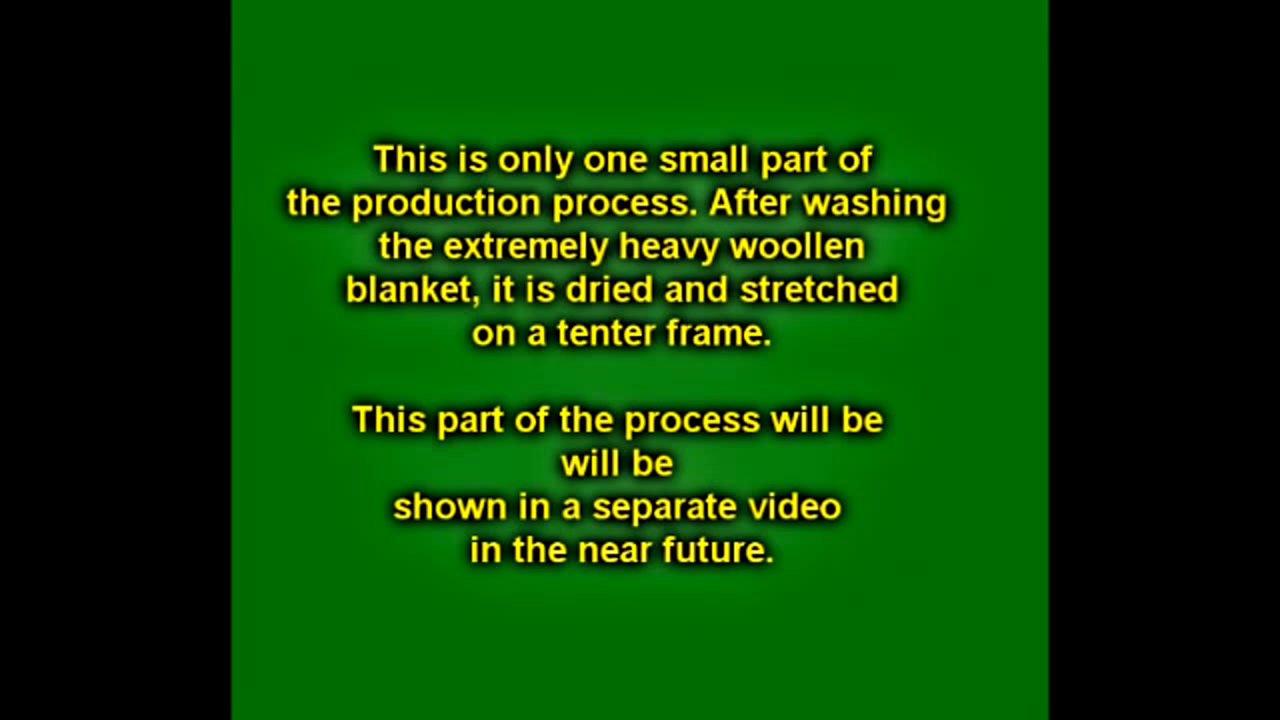 This is only one small part of
the production process. After washing
the extremely heavy woollen
blanket, it is dried and stretched
on a tenter frame.
This part of the process will be
will be
shown in a separate video
in the near future.